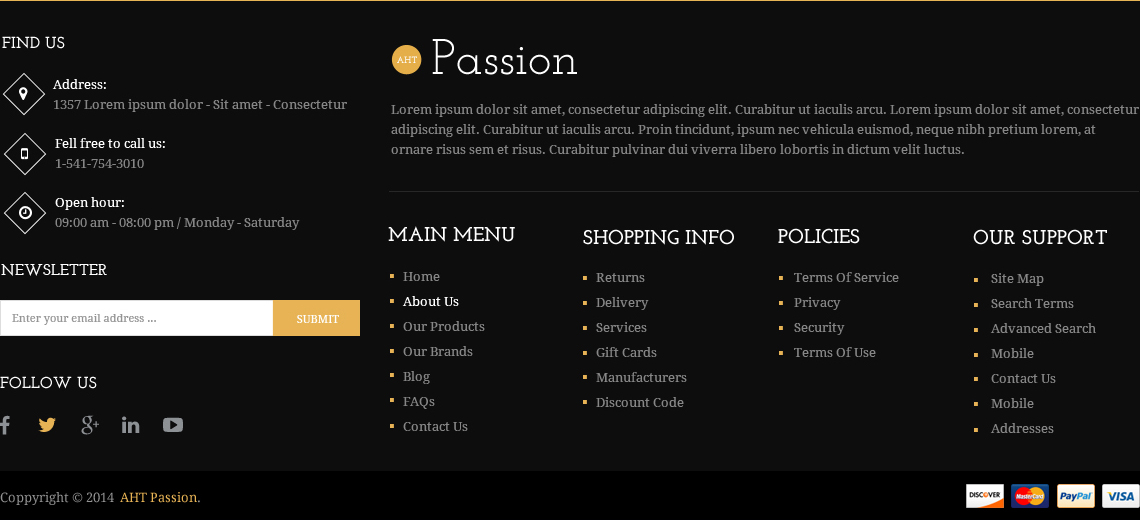 FIND US
Address:
1357 Lorem ipsum dolor - Sit amet - Consectetur
Fell free to call us:
1-541-754-3010
Open hour:
09:00 am - 08:00 pm / Monday - Saturday
NEWSLETTER
Enter your email address ...
SUBMIT
FOLLOW US
AHT Passion
Lorem ipsum dolor sit amet, consectetur adipiscing elit. Curabitur ut iaculis arcu. Lorem ipsum dolor sit amet, consectetur
adipiscing elit. Curabitur ut iaculis arcu. Proin tincidunt, ipsum nec vehicula euismod, neque nibh pretium lorem, at
ornare risus sem et risus. Curabitur pulvinar dui viverra libero lobortis in dictum velit luctus.
MAIN MENU
Home
About Us
Our Products
Our Brands
Blog
FAQs
Contact Us
SHOPPING INFO
Returns
Delivery
Services
Gift Cards
Manufacturers
Discount Code
POLICIES
Terms Of Service
Privacy
Security
Terms Of Use
OUR SUPPORT
Site Map
Search Terms
Advanced Search
Mobile
Contact Us
Mobile
Addresses
Coppyright © 2014 AHT Passion.
DISCOVER
MasterCard
PayPal
VISA